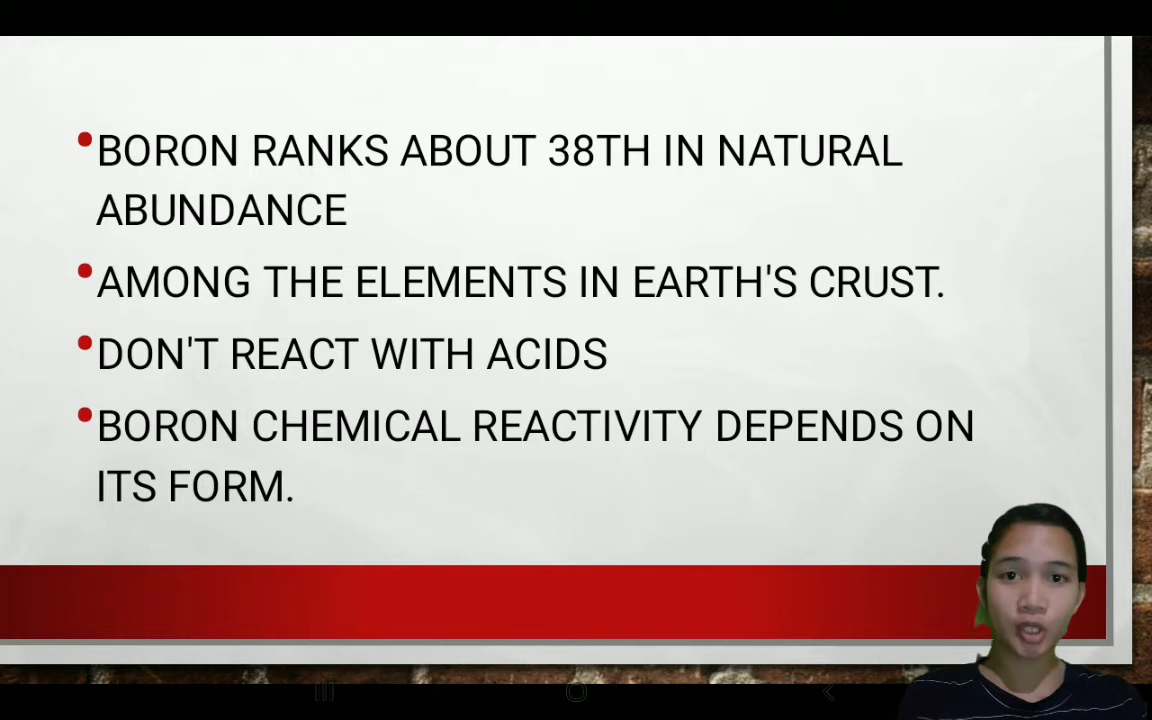 BORON RANKS ABOUT 38TH IN NATURAL
ABUNDANCE
AMONG THE ELEMENTS IN EARTH'S CRUST.
DON'T REACT WITH ACIDS
BORON CHEMICAL REACTIVITY DEPENDS ON
ITS FORM.